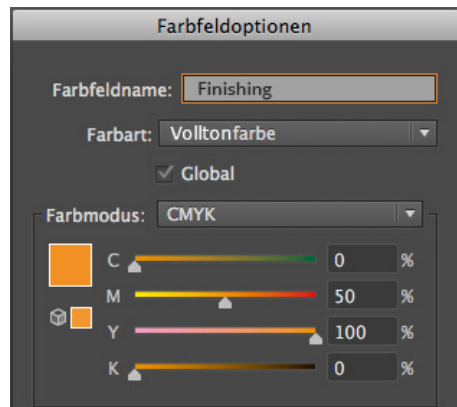 Farbfeldoptionen
Farbfeldname: Finishing
Farbart: Volltonfarbe
Global
Farbmodus: CMYK
C 0 %
M 50 %
Y 100 %
K 0 %